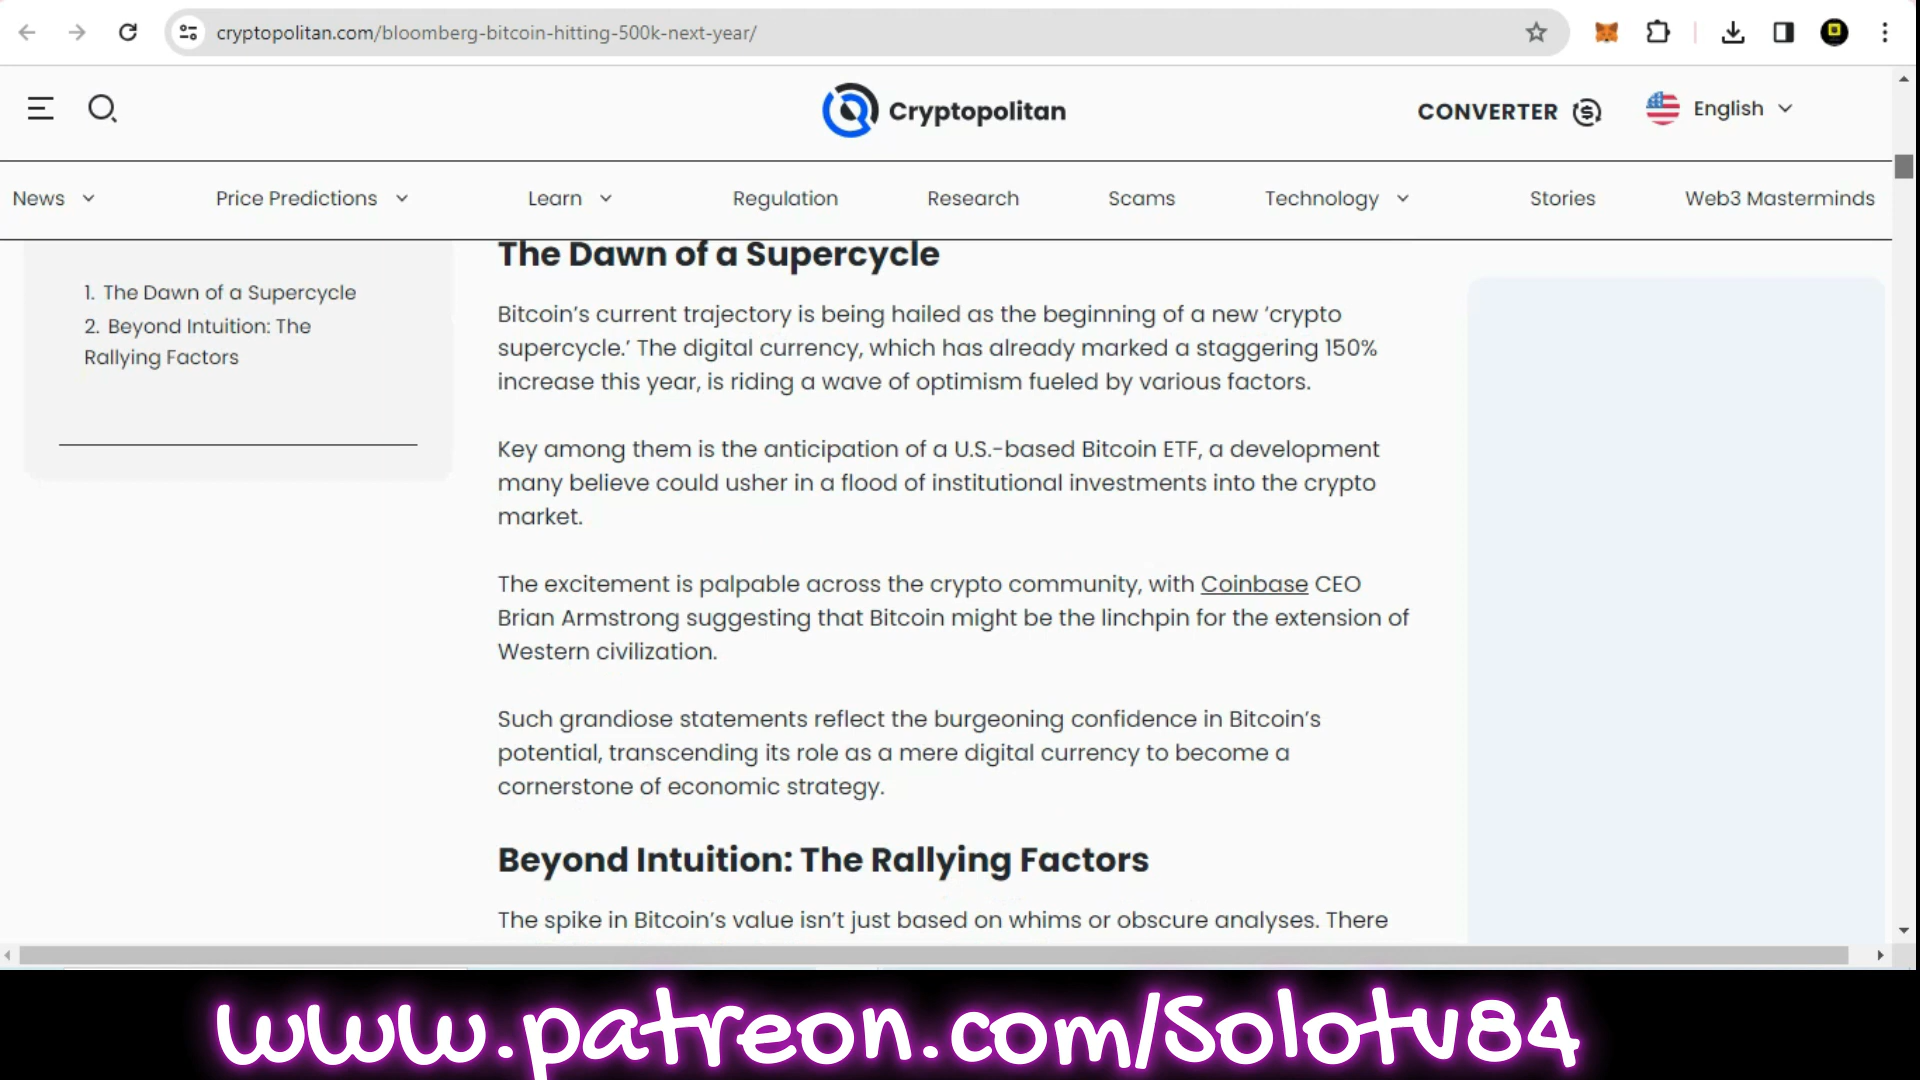 cryptopolitan.com/bloomberg-bitcoin-hitting-500k-next-year/
Cryptopolitan
CONVERTER
English
News
Price Predictions
Learn
Regulation
Research
Scams
Technology
Stories
Web3 Masterminds
1. The Dawn of a Supercycle
2. Beyond Intuition: The
Rallying Factors
The Dawn of a Supercycle
Bitcoin’s current trajectory is being hailed as the beginning of a new ‘crypto
supercycle.’ The digital currency, which has already marked a staggering 150%
increase this year, is riding a wave of optimism fueled by various factors.
Key among them is the anticipation of a U.S.-based Bitcoin ETF, a development
many believe could usher in a flood of institutional investments into the crypto
market.
The excitement is palpable across the crypto community, with Coinbase CEO
Brian Armstrong suggesting that Bitcoin might be the linchpin for the extension of
Western civilization.
Such grandiose statements reflect the burgeoning confidence in Bitcoin’s
potential, transcending its role as a mere digital currency to become a
cornerstone of economic strategy.
Beyond Intuition: The Rallying Factors
The spike in Bitcoin’s value isn’t just based on whims or obscure analyses. There
www.patreon.com/Solotv84